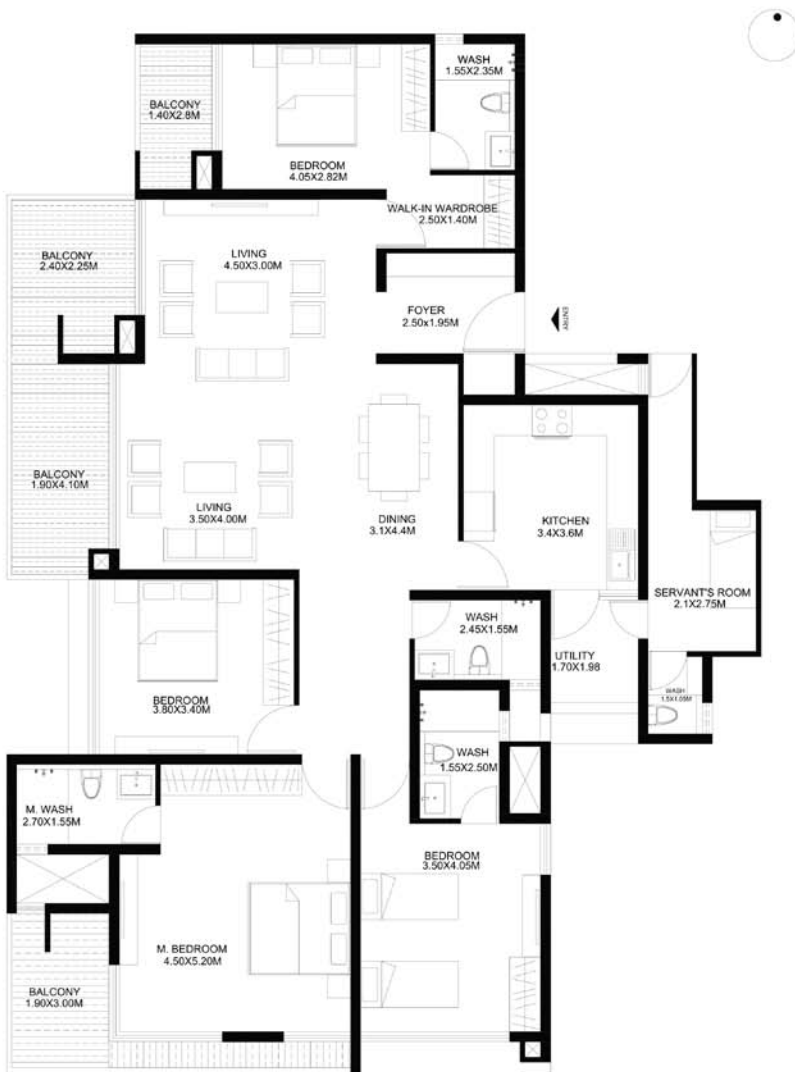 WASH
1.55X2.35M
BALCONY
1.40X2.8M
BEDROOM
4.05X2.82M
WALK-IN WARDROBE
2.50X1.40M
LIVING
4.50X3.00M
BALCONY
2.40X2.25M
FOYER
2.50x1.95M
ENTRY
BALCONY
1.90X4.10M
LIVING
3.50X4.00M
DINING
3.1X4.4M
KITCHEN
3.4X3.6M
SERVANT'S ROOM
2.1X2.75M
WASH
2.45X1.55M
UTILITY
1.70X1.98
WASH
1.5X1.05M
BEDROOM
3.80X3.40M
WASH
1.55X2.50M
M. WASH
2.70X1.55M
BEDROOM
3.50X4.05M
M. BEDROOM
4.50X5.20M
BALCONY
1.90X3.00M